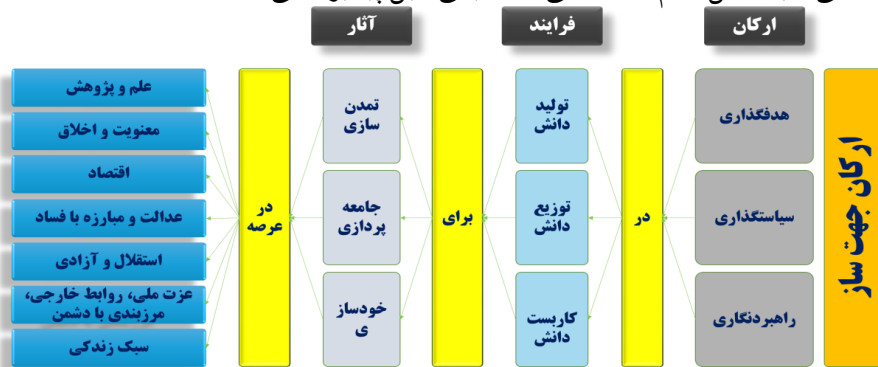 ارکان
فرایند
آثار
ارکان جهت ساز
هدفگذاری
سیاستگذاری
راهبردنگاری
در
تولید
دانش
توزیع
دانش
کاربست
دانش
برای
تمدن
سازی
جامعه
پردازی
خودساز
ی
در
عرصه
علم و پژوهش
معنویت و اخلاق
اقتصاد
عدالت و مبارزه با فساد
استقلال و آزادی
عزت ملی، روابط خارجی،
مرزبندی با دشمن
سبک زندگی